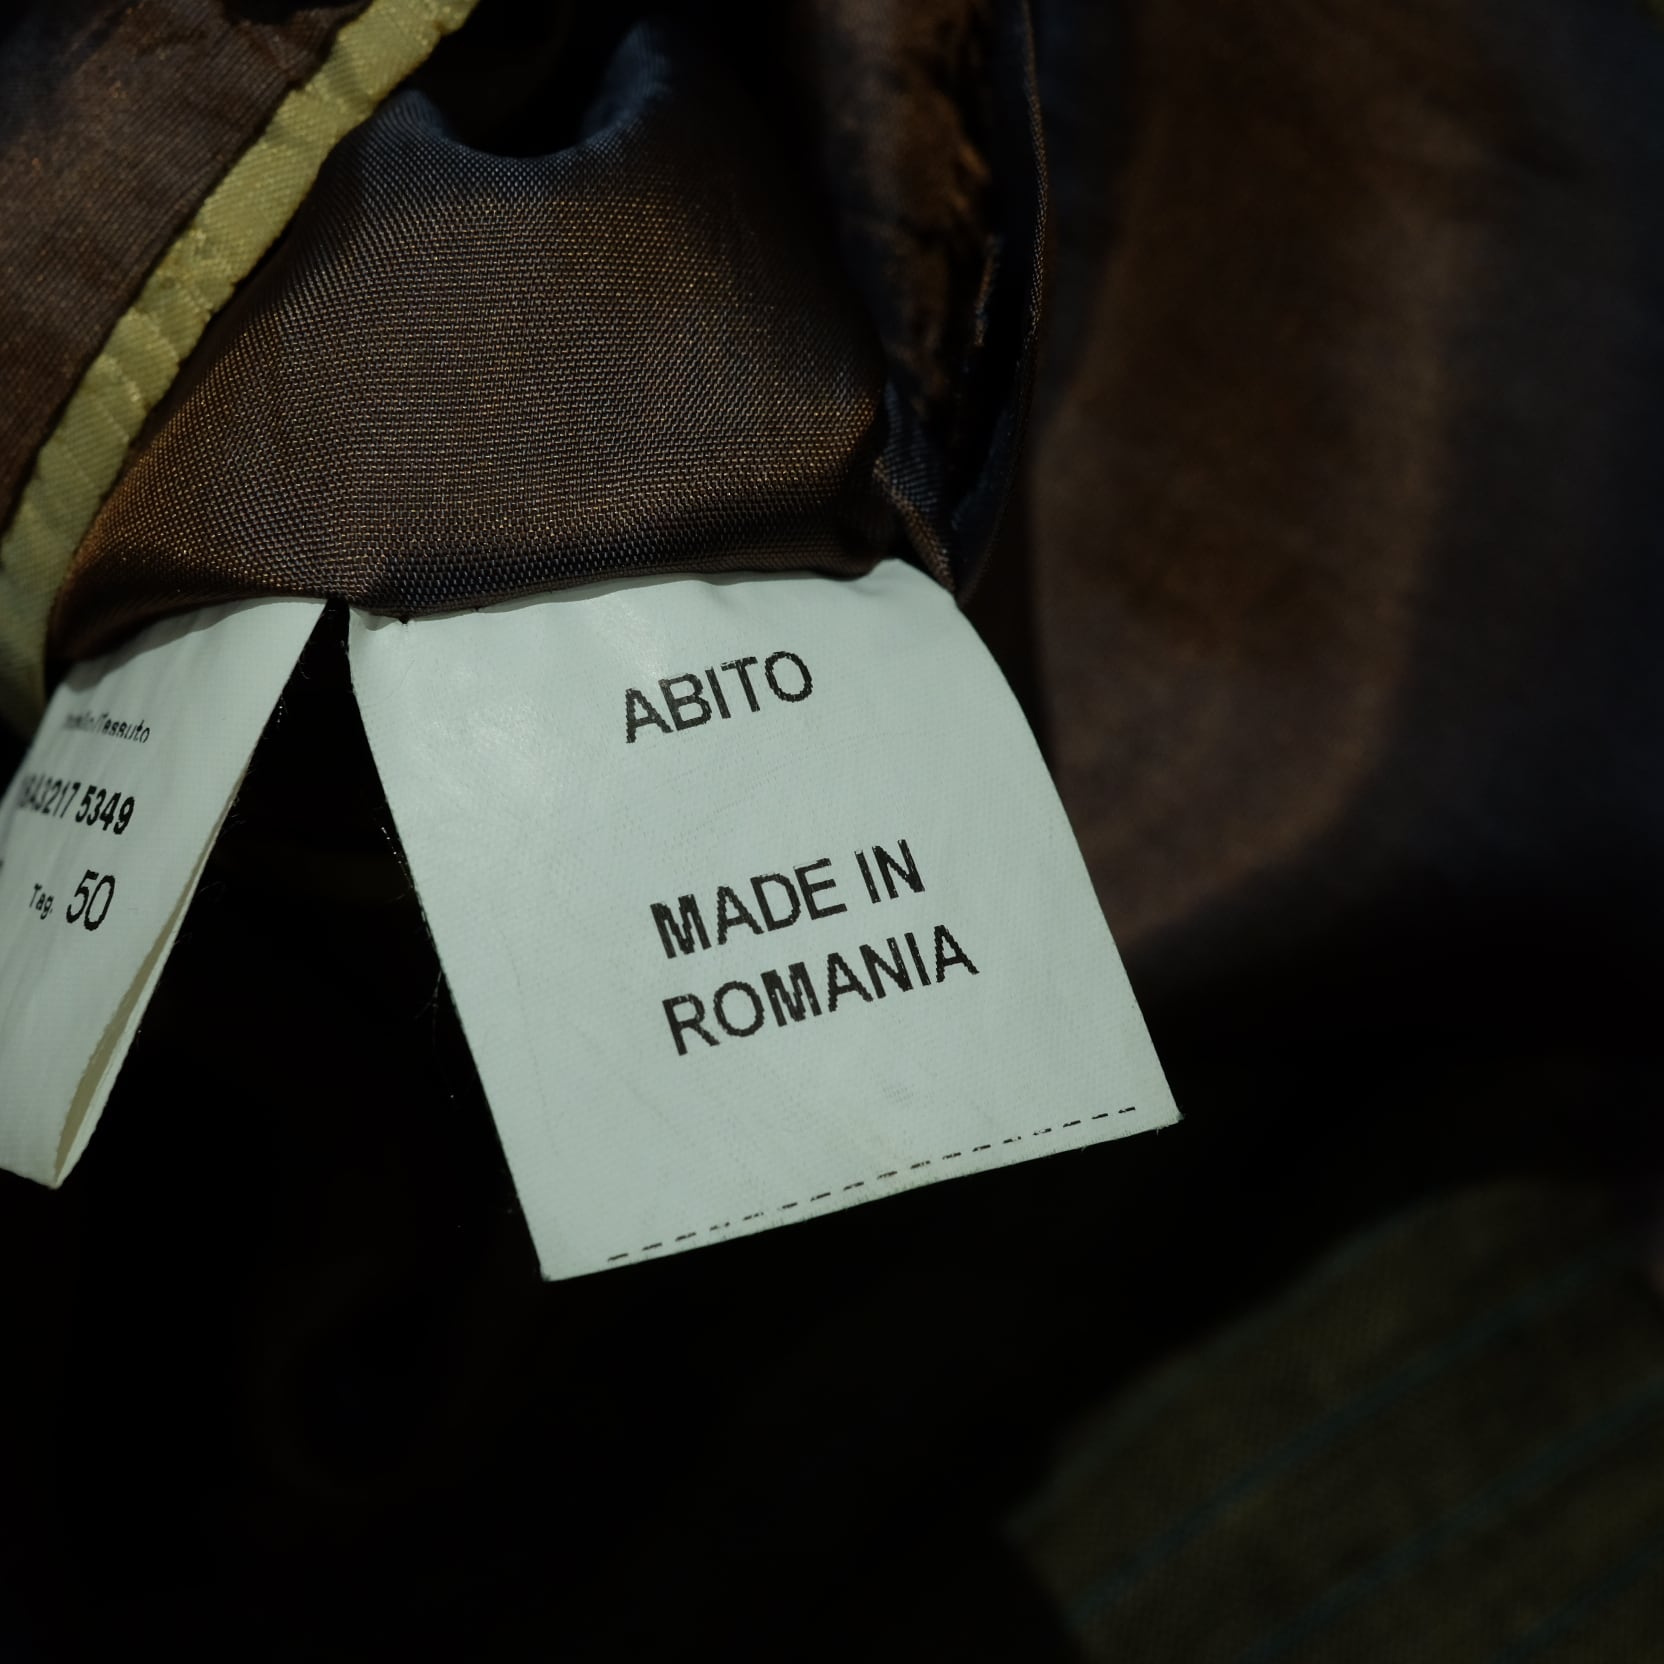 ABITO
MADE IN
ROMANIA
/Tessuto
5349
Tag. 50